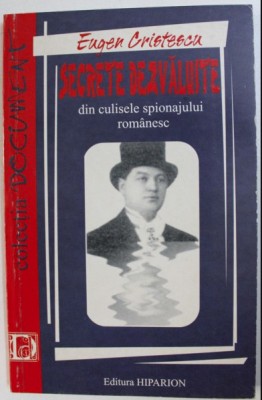 Eugen Cristescu
SECRETE DEZVĂLUITE
din culisele spionajului
românesc
colecția DOCUMENT
Editura HIPARION